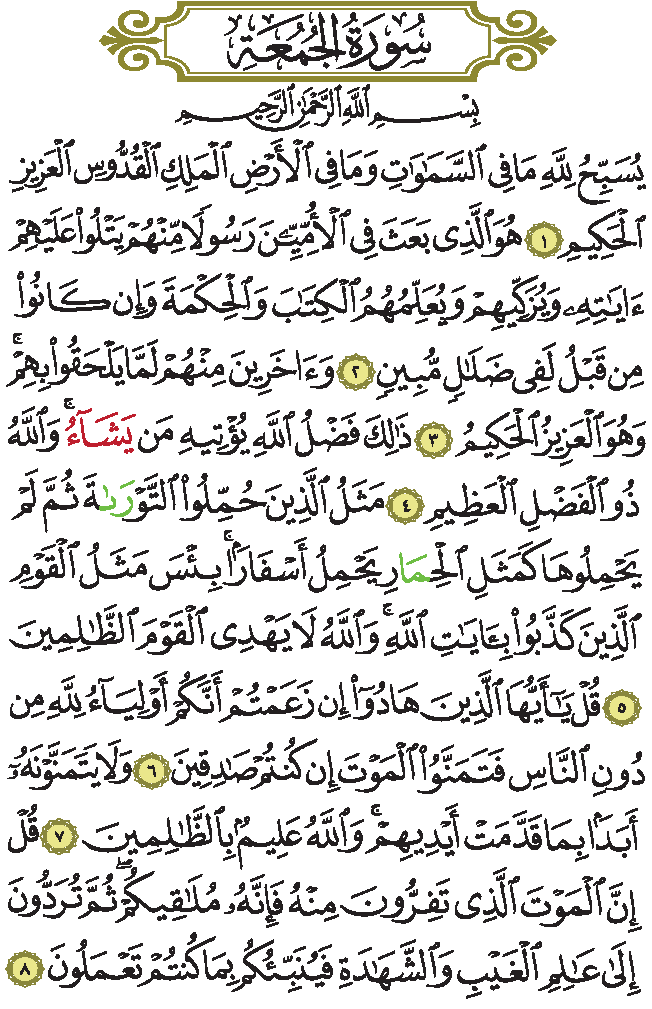 سُورَةُ الجُمُعَةِ
بِسْمِ ٱللَّهِ ٱلرَّحْمَٰنِ ٱلرَّحِيمِ
يُسَبِّحُ لِلَّهِ مَا فِى ٱلسَّمَٰوَٰتِ وَمَا فِى ٱلْأَرْضِ ٱلْمَلِكِ ٱلْقُدُّوسِ ٱلْعَزِيزِ
ٱلْحَكِيمِ ١ هُوَ ٱلَّذِى بَعَثَ فِى ٱلْأُمِّيِّـۧنَ رَسُولًا مِّنْهُمْ يَتْلُوا۟ عَلَيْهِمْ
ءَايَٰتِهِۦ وَيُزَكِّيهِمْ وَيُعَلِّمُهُمُ ٱلْكِتَٰبَ وَٱلْحِكْمَةَ وَإِن كَانُوا۟
مِن قَبْلُ لَفِى ضَلَٰلٍ مُّبِينٍ ٢ وَءَاخَرِينَ مِنْهُمْ لَمَّا يَلْحَقُوا۟ بِهِمْ ۚ
وَهُوَ ٱلْعَزِيزُ ٱلْحَكِيمُ ٣ ذَٰلِكَ فَضْلُ ٱللَّهِ يُؤْتِيهِ مَن يَشَآءُ ۚ وَٱللَّهُ
ذُو ٱلْفَضْلِ ٱلْعَظِيمِ ٤ مَثَلُ ٱلَّذِينَ حُمِّلُوا۟ ٱلتَّوْرَىٰةَ ثُمَّ لَمْ
يَحْمِلُوهَا كَمَثَلِ ٱلْحِمَارِ يَحْمِلُ أَسْفَارًۢا ۚ بِئْسَ مَثَلُ ٱلْقَوْمِ
ٱلَّذِينَ كَذَّبُوا۟ بِـَٔايَٰتِ ٱللَّهِ ۚ وَٱللَّهُ لَا يَهْدِى ٱلْقَوْمَ ٱلظَّٰلِمِينَ
٥ قُلْ يَٰٓأَيُّهَا ٱلَّذِينَ هَادُوٓا۟ إِن زَعَمْتُمْ أَنَّكُمْ أَوْلِيَآءُ لِلَّهِ مِن
دُونِ ٱلنَّاسِ فَتَمَنَّوُا۟ ٱلْمَوْتَ إِن كُنتُمْ صَٰدِقِينَ ٦ وَلَا يَتَمَنَّوْنَهُۥٓ
أَبَدًۢا بِمَا قَدَّمَتْ أَيْدِيهِمْ ۚ وَٱللَّهُ عَلِيمٌۢ بِٱلظَّٰلِمِينَ ٧ قُلْ
إِنَّ ٱلْمَوْتَ ٱلَّذِى تَفِرُّونَ مِنْهُ فَإِنَّهُۥ مُلَٰقِيكُمْ ۖ ثُمَّ تُرَدُّونَ
إِلَىٰ عَٰلِمِ ٱلْغَيْبِ وَٱلشَّهَٰدَةِ فَيُنَبِّئُكُم بِمَا كُنتُمْ تَعْمَلُونَ ٨